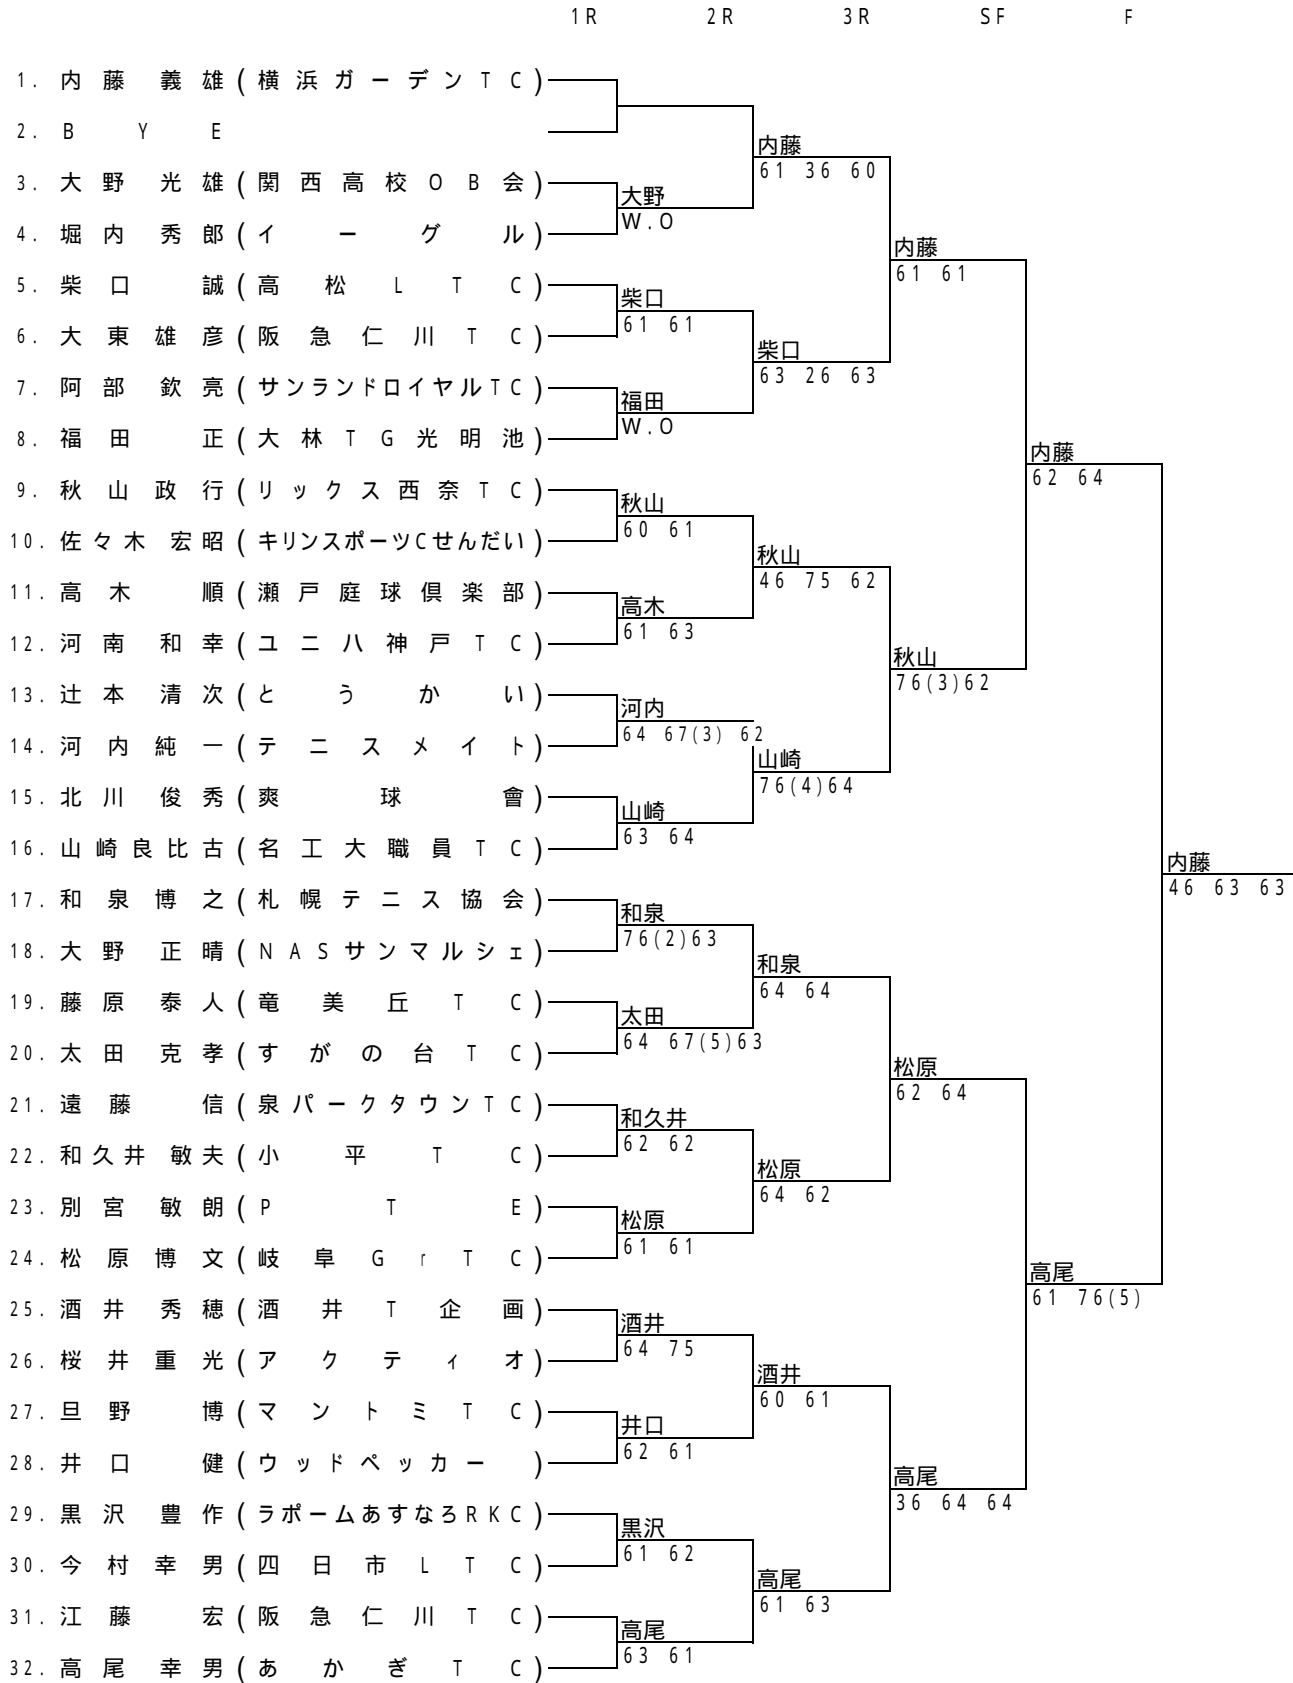 1R 2R 3R SF F
1. 内藤 義雄 (横浜ガーデンTC)
2. BYE
内藤
61 36 60
3. 大野 光雄 (関西高校OB会)
大野
W.O
4. 堀内 秀郎 (イーグル)
内藤
61 61
5. 柴口 誠 (高松LTC)
柴口
61 61
6. 大東 雄彦 (阪急仁川TC)
柴口
63 26 63
7. 阿部 欽亮 (サンランドロイヤルTC)
福田
W.O
8. 福田 正 (大林TG光明池)
内藤
62 64
9. 秋山 政行 (リックス西奈TC)
秋山
60 61
10. 佐々木 宏昭 (キリンスポーツCせんだい)
秋山
46 75 62
11. 高木 順 (瀬戸庭球倶楽部)
高木
61 63
12. 河南 和幸 (ユニハ神戸TC)
秋山
76(3)62
13. 辻本 清次 (とうかい)
河内
64 67(3) 62
14. 河内 純一 (テニスメイト)
山崎
76(4)64
15. 北川 俊秀 (爽球會)
山崎
63 64
16. 山崎 良比古 (名工大職員TC)
内藤
46 63 63
17. 和泉 博之 (札幌テニス協会)
和泉
76(2)63
18. 大野 正晴 (NASサンマルシェ)
和泉
64 64
19. 藤原 泰人 (竜美丘TC)
太田
64 67(5)63
20. 太田 克孝 (すがの台TC)
松原
62 64
21. 遠藤 信 (泉パークタウンTC)
和久井
62 62
22. 和久井 敏夫 (小平TC)
松原
64 62
23. 別宮 敏朗 (PTE)
松原
61 61
24. 松原 博文 (岐阜GrTC)
高尾
61 76(5)
25. 酒井 秀穂 (酒井T企画)
酒井
64 75
26. 桜井 重光 (アクティオ)
酒井
60 61
27. 旦野 博 (マントミTC)
井口
62 61
28. 井口 健 (ウッドペッカー)
高尾
36 64 64
29. 黒沢 豊作 (ラポームあすなろRKC)
黒沢
61 62
30. 今村 幸男 (四日市LTC)
高尾
61 63
31. 江藤 宏 (阪急仁川TC)
高尾
63 61
32. 高尾 幸男 (あかぎTC)